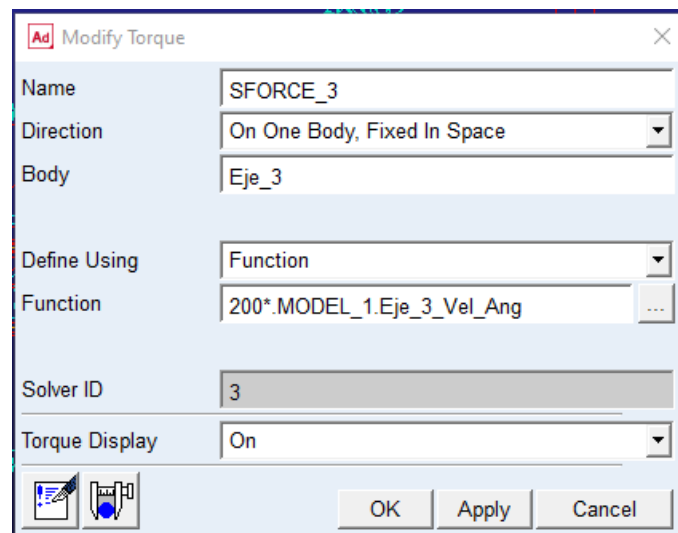 Ad Modify Torque
Name SFORCE_3
Direction On One Body, Fixed In Space
Body Eje_3
Define Using Function
Function 200*.MODEL_1.Eje_3_Vel_Ang ...
Solver ID 3
Torque Display On
OK Apply Cancel